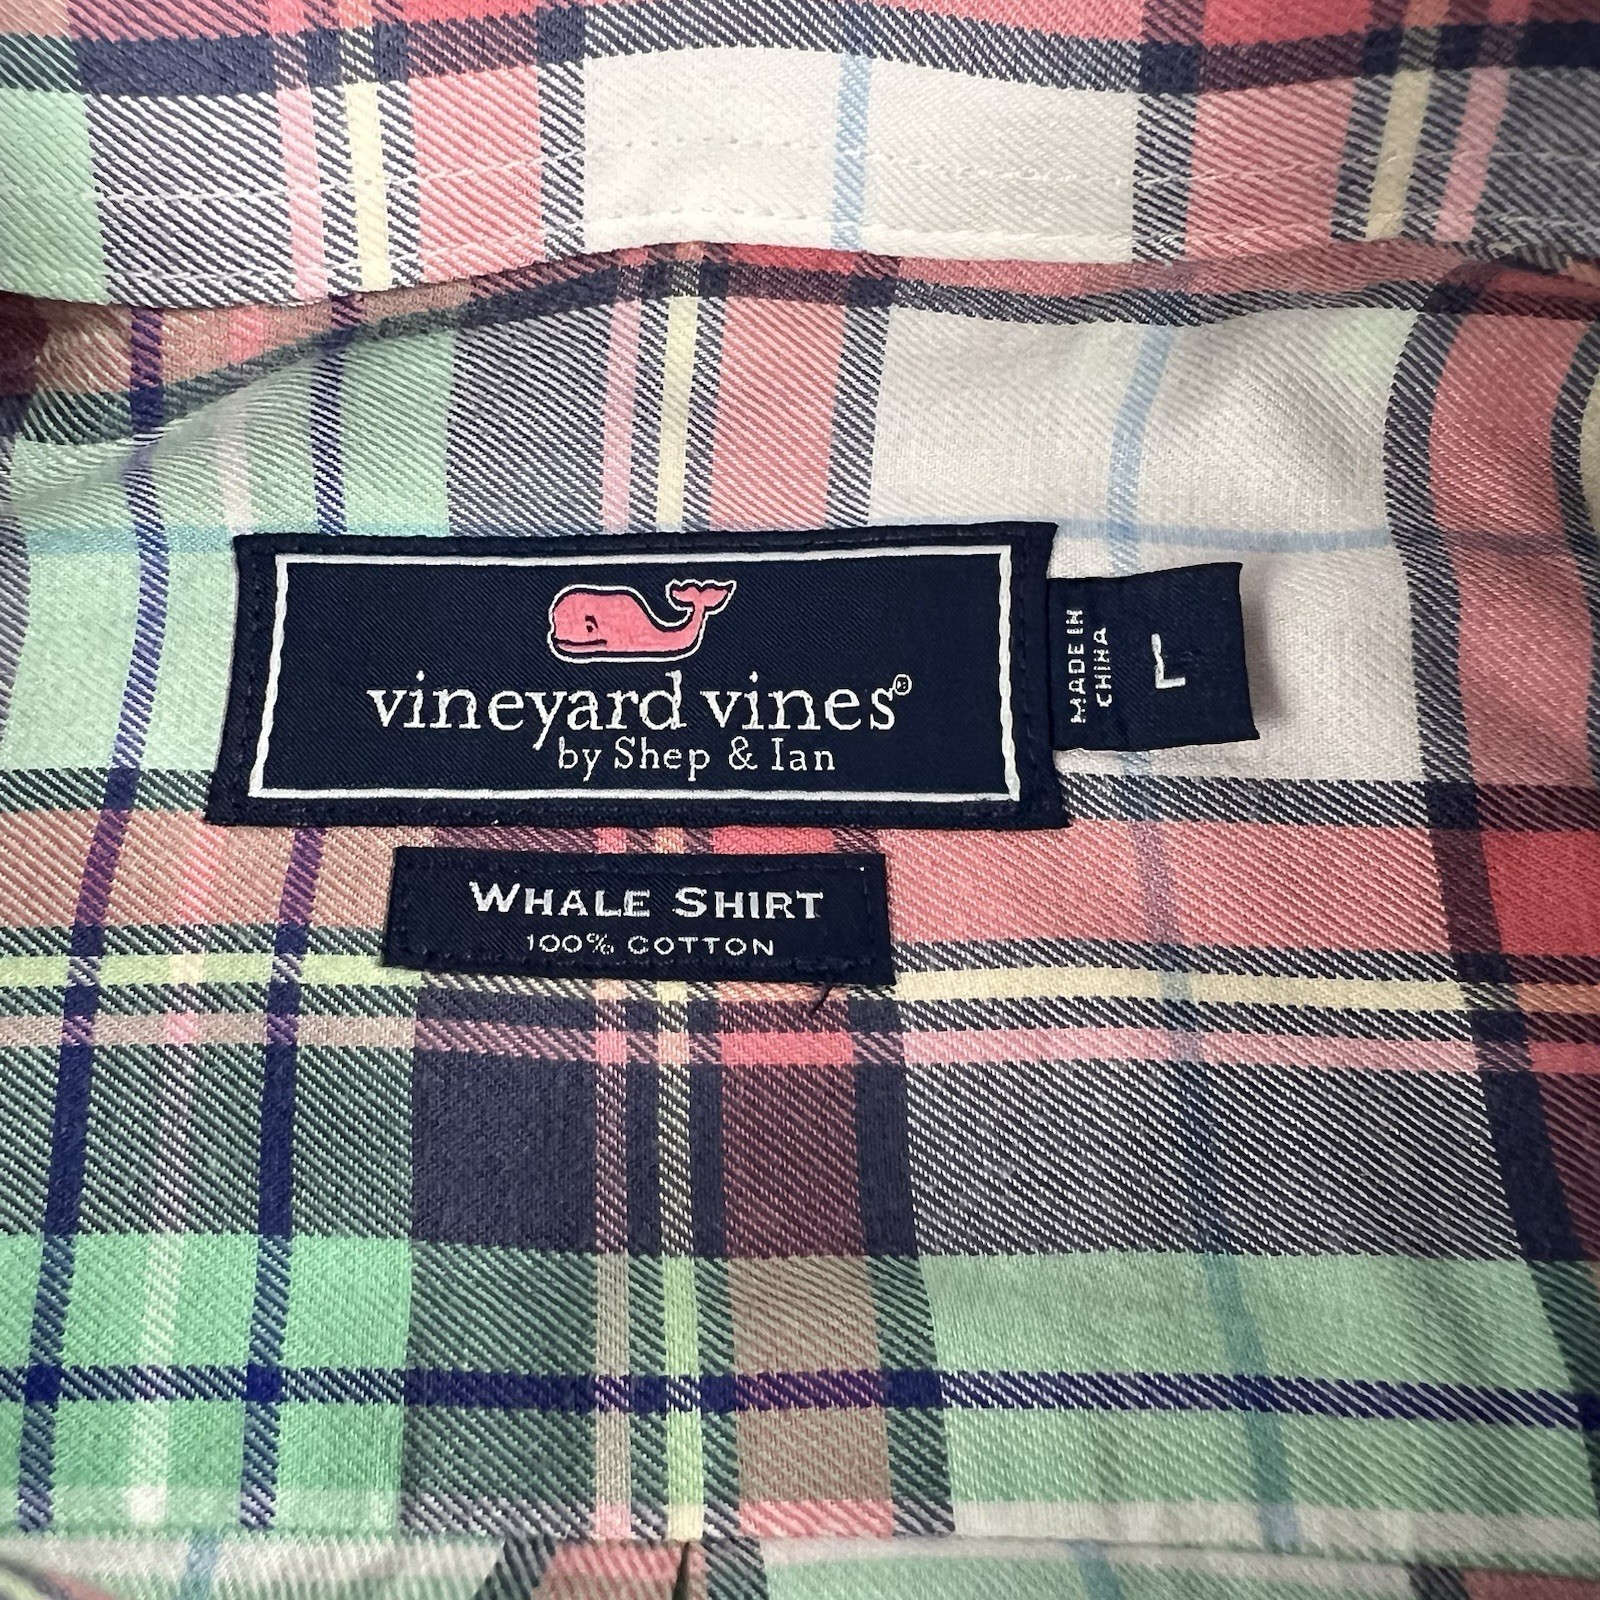 vineyard vines®
by Shep & Ian
MADE IN
CHINA
L
WHALE SHIRT
100% COTTON